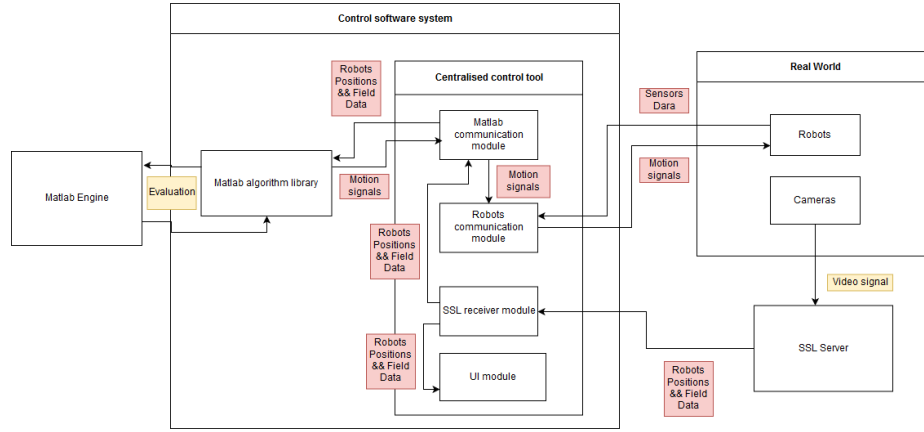 Control software system
Robots
Positions
&& Field
Data
Centralised control tool
Real World
Sensors
Dara
Matlab
communication
module
Robots
Matlab Engine
Evaluation
Matlab algorithm library
Motion
signals
Motion
signals
Motion
signals
Cameras
Robots
Positions
&& Field
Data
Robots
communication
module
Video signal
SSL receiver module
SSL Server
Robots
Positions
&& Field
Data
UI module
Robots
Positions
&& Field
Data